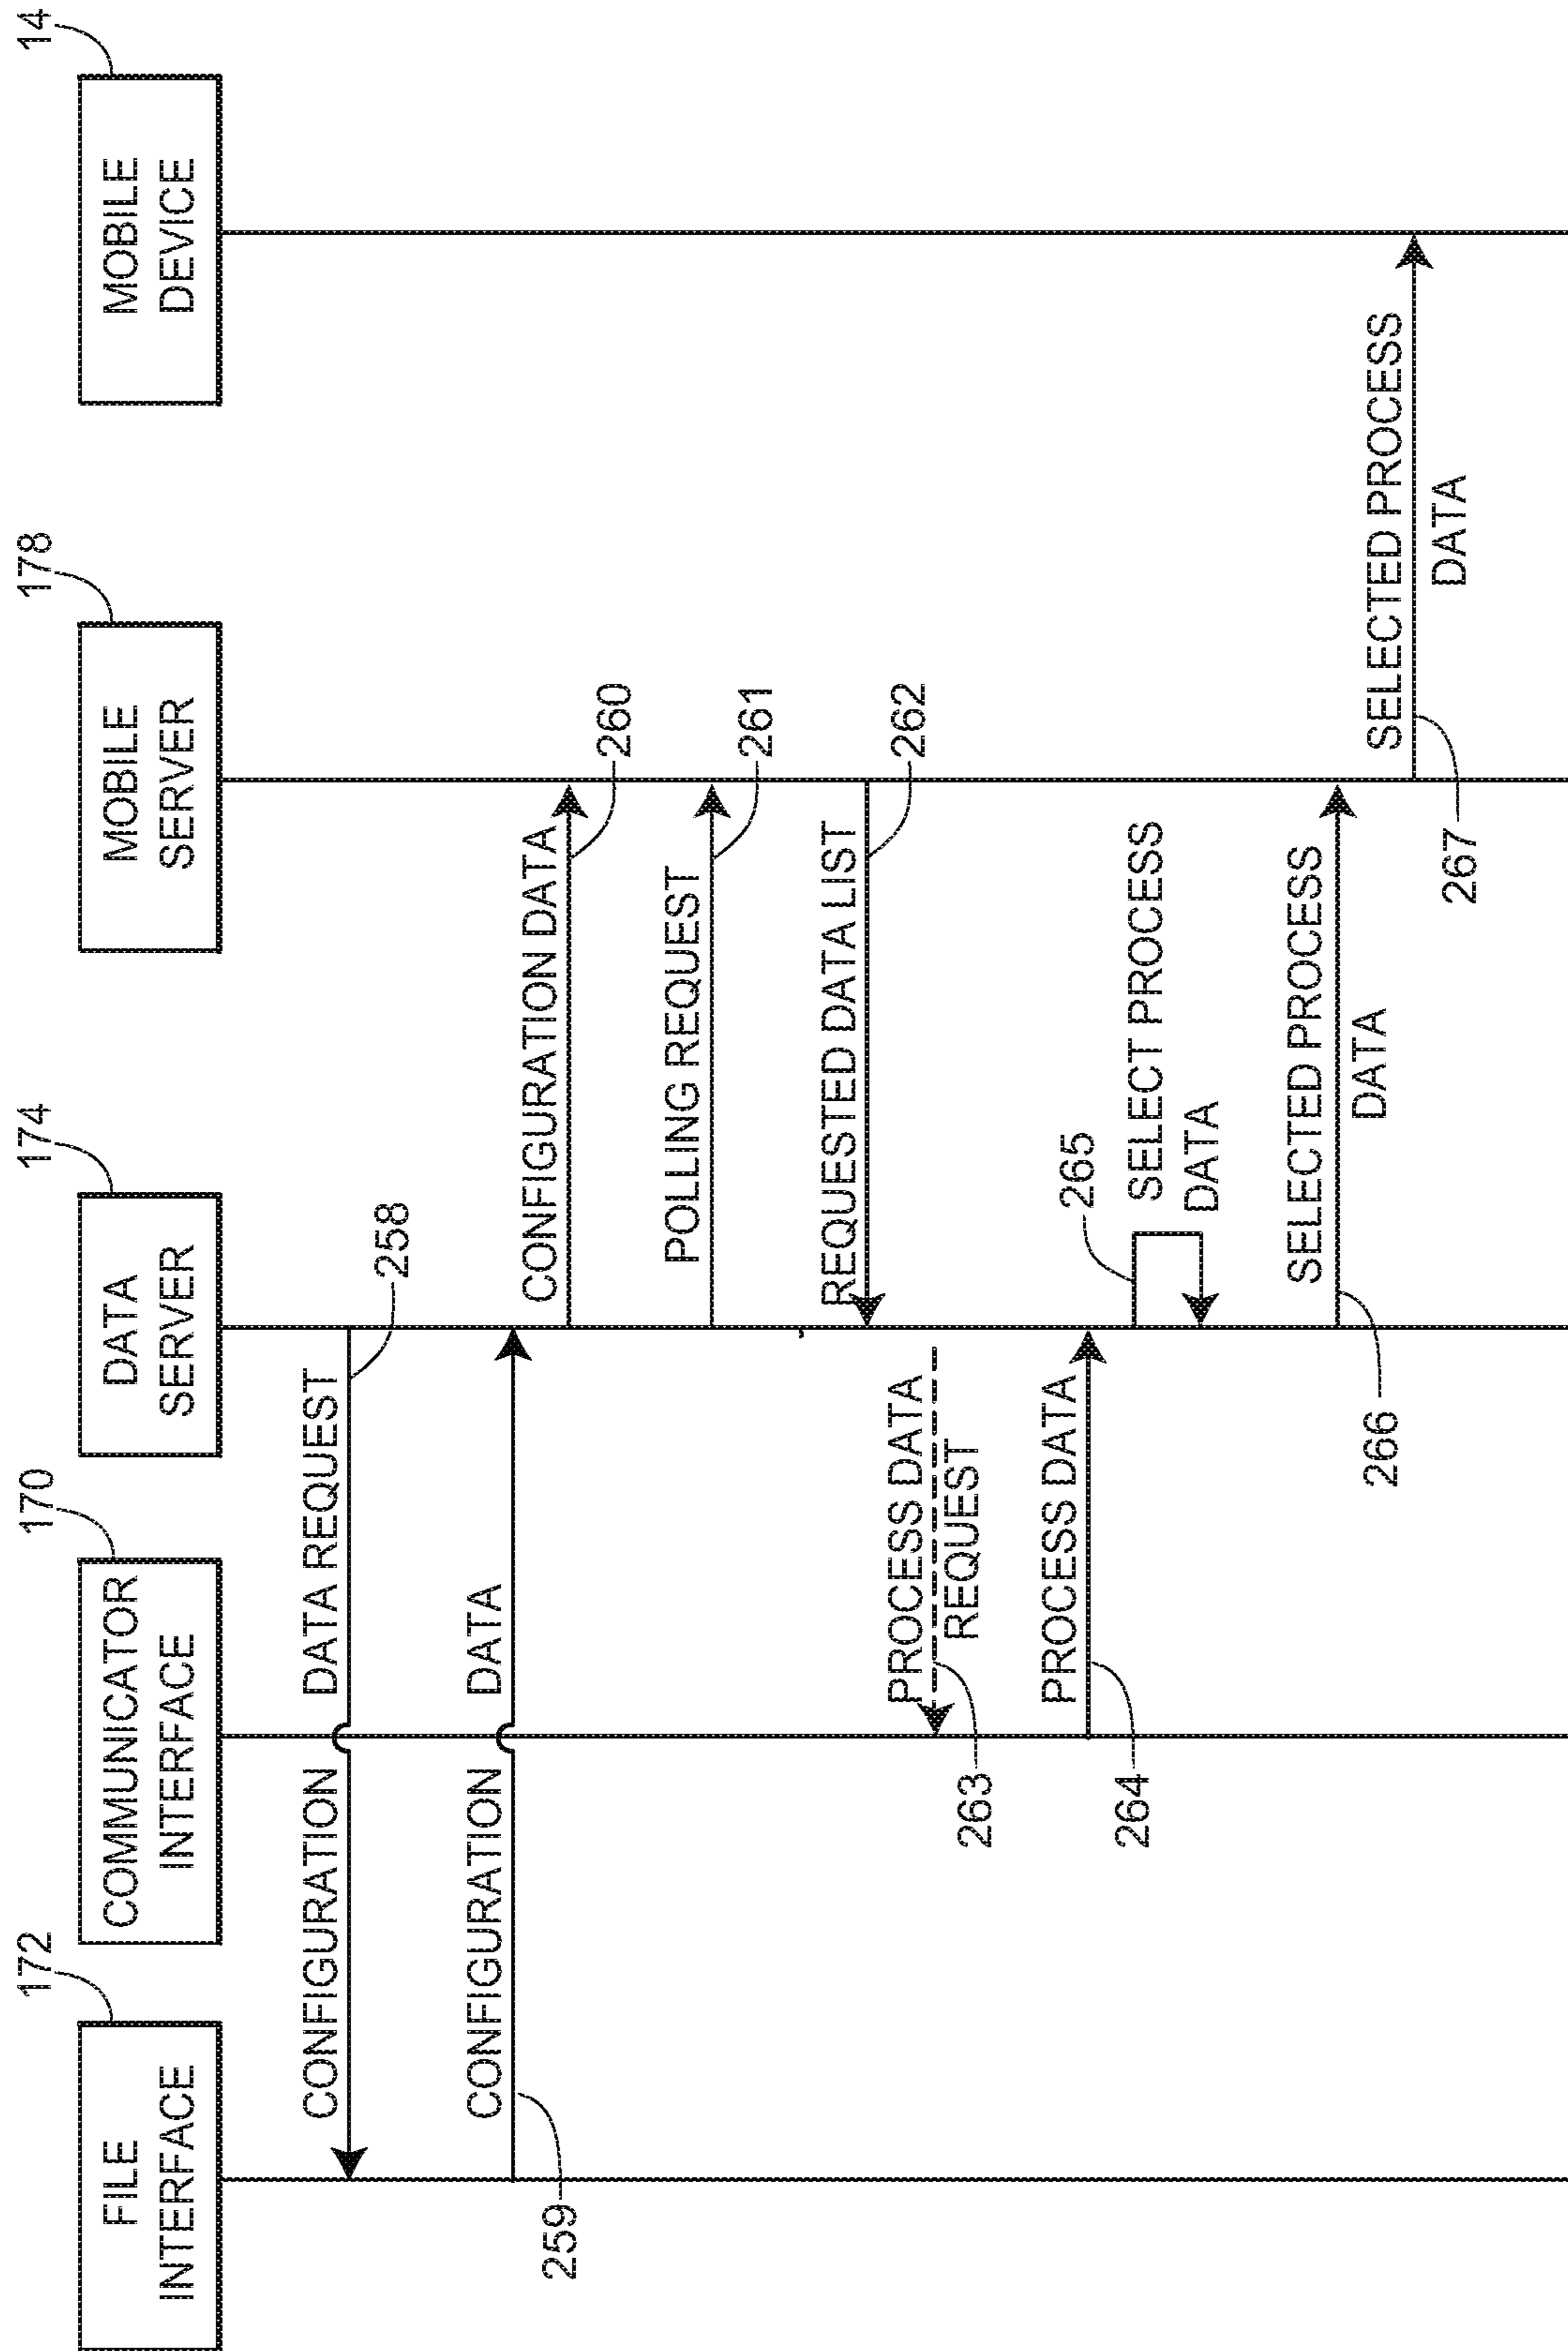 172
170
174
178
14
FILE
INTERFACE
COMMUNICATOR
INTERFACE
DATA
SERVER
MOBILE
SERVER
MOBILE
DEVICE
CONFIGURATION DATA REQUEST
258
CONFIGURATION DATA
259
CONFIGURATION DATA
260
POLLING REQUEST
261
REQUESTED DATA LIST
262
PROCESS DATA
REQUEST
263
PROCESS DATA
264
265
SELECT PROCESS
DATA
SELECTED PROCESS
DATA
266
SELECTED PROCESS
DATA
267